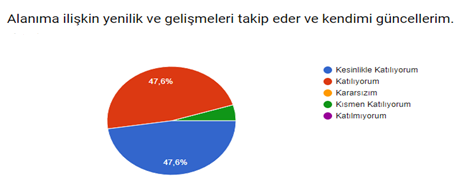 Alanıma ilişkin yenilik ve gelişmeleri takip eder ve kendimi güncellerim.
47,6%
47,6%
Kesinlikle Katılıyorum
Katılıyorum
Kararsızım
Kısmen Katılıyorum
Katılmıyorum